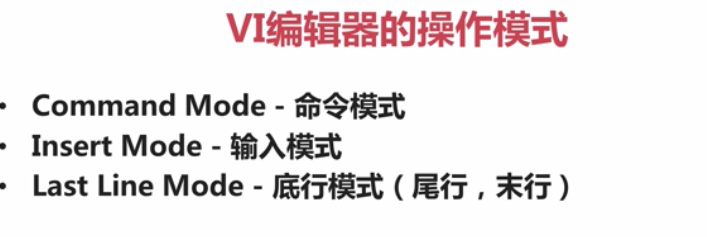 VI编辑器的操作模式
• Command Mode - 命令模式
• Insert Mode - 输入模式
• Last Line Mode - 底行模式（尾行，末行）